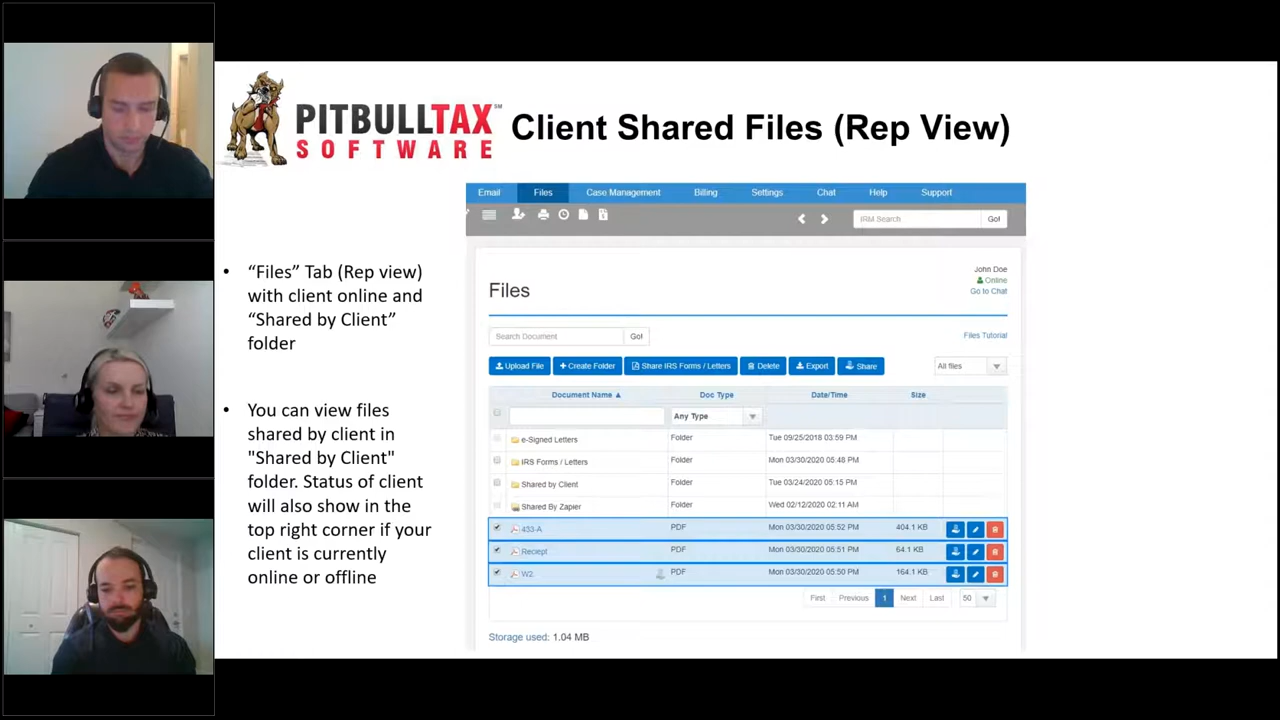 PITBULLTAX SM
SOFTWARE
Client Shared Files (Rep View)
• “Files” Tab (Rep view)
with client online and
“Shared by Client”
folder
• You can view files
shared by client in
"Shared by Client"
folder. Status of client
will also show in the
top right corner if your
client is currently
online or offline
Email Files Case Management Billing Settings Chat Help Support
IRM Search Go!
John Doe
Online
Go to Chat
Files
Search Document Go!
Files Tutorial
Upload File + Create Folder Share IRS Forms / Letters Delete Export Share All files
Document Name ▲ Doc Type Date/Time Size
Any Type
e-Signed Letters Folder Tue 09/25/2018 03:59 PM
IRS Forms / Letters Folder Mon 03/30/2020 05:48 PM
Shared by Client Folder Tue 03/24/2020 05:15 PM
Shared By Zapier Folder Wed 02/12/2020 02:11 AM
433-A PDF Mon 03/30/2020 05:52 PM 404.1 KB
Reciept PDF Mon 03/30/2020 05:51 PM 64.1 KB
W2. PDF Mon 03/30/2020 05:50 PM 164.1 KB
First Previous 1 Next Last 50
Storage used: 1.04 MB